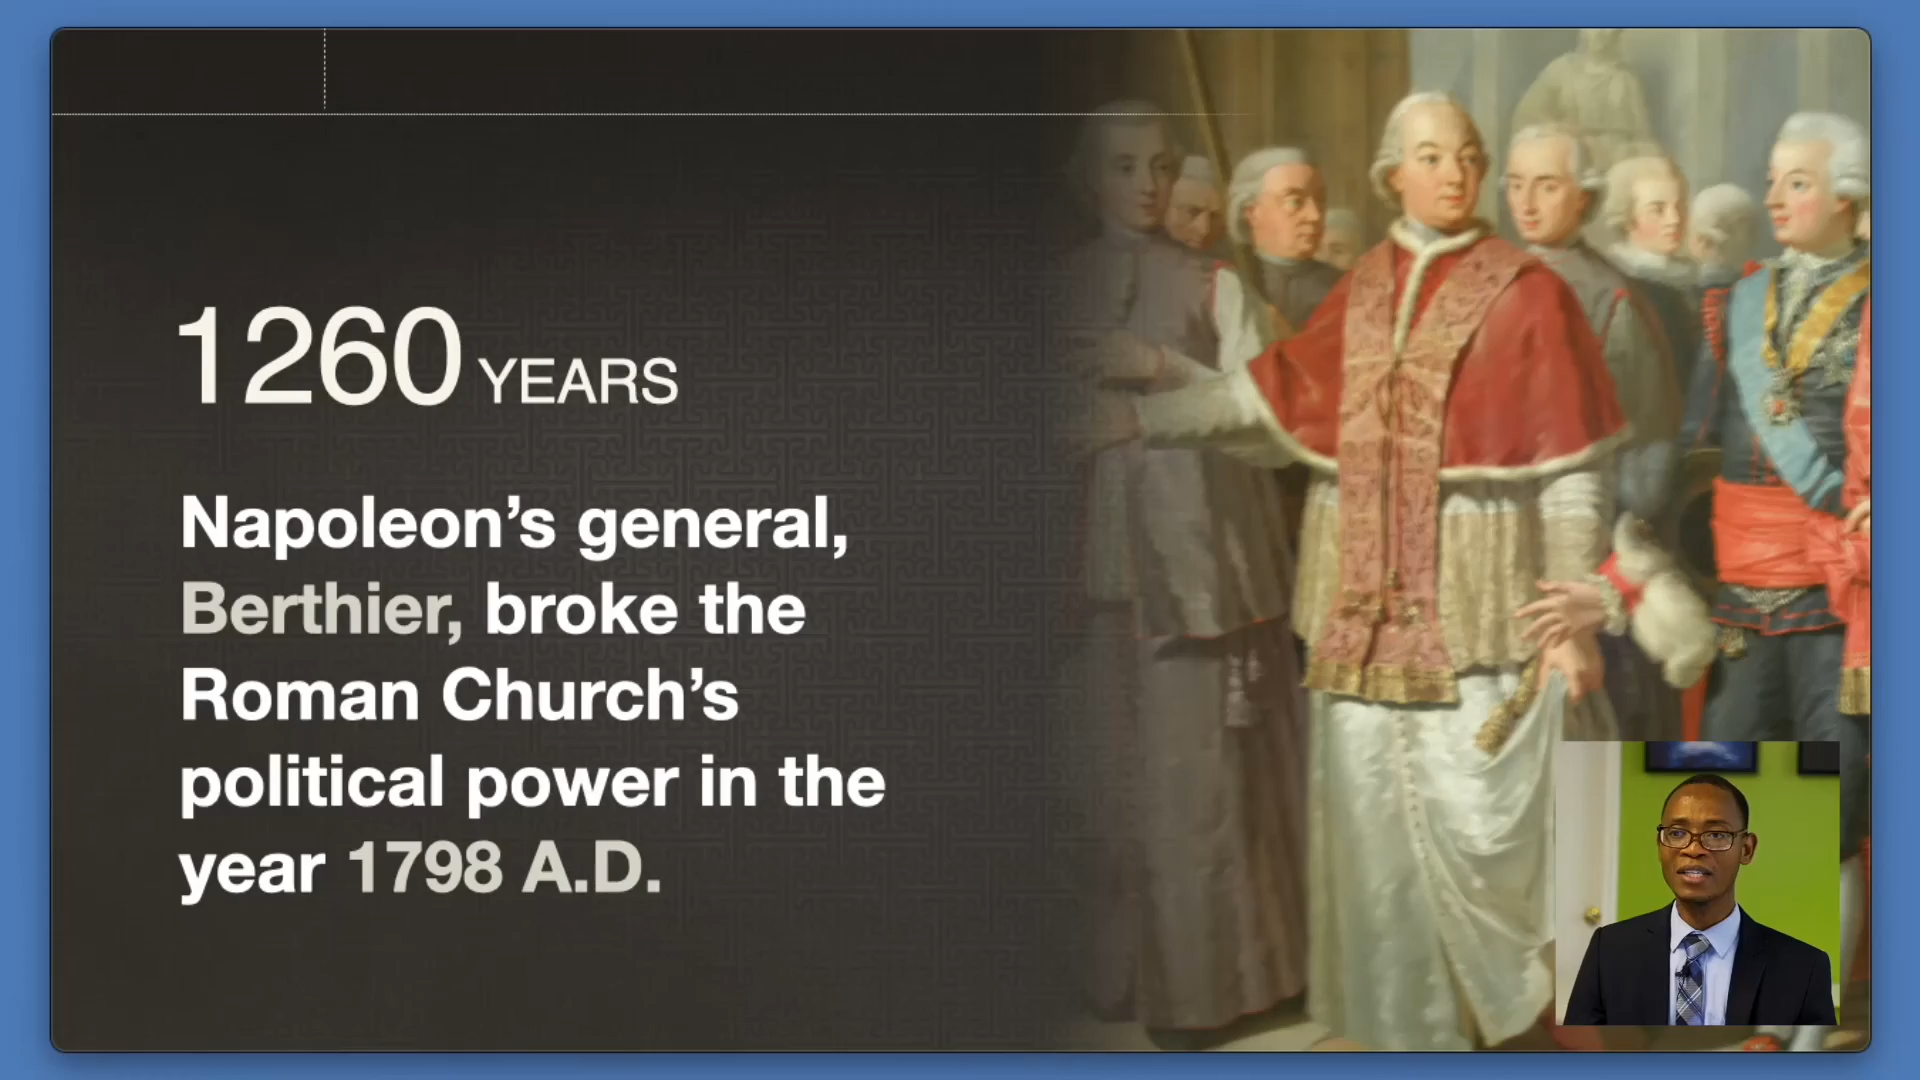 1260 YEARS
Napoleon’s general,
Berthier, broke the
Roman Church’s
political power in the
year 1798 A.D.